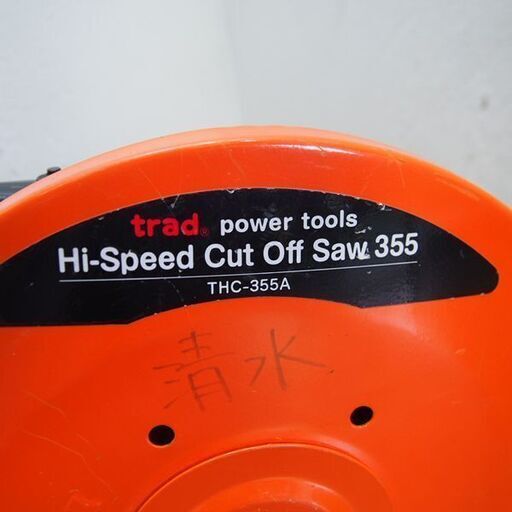 trad® power tools
Hi-Speed Cut Off Saw 355
THC-355A
清水